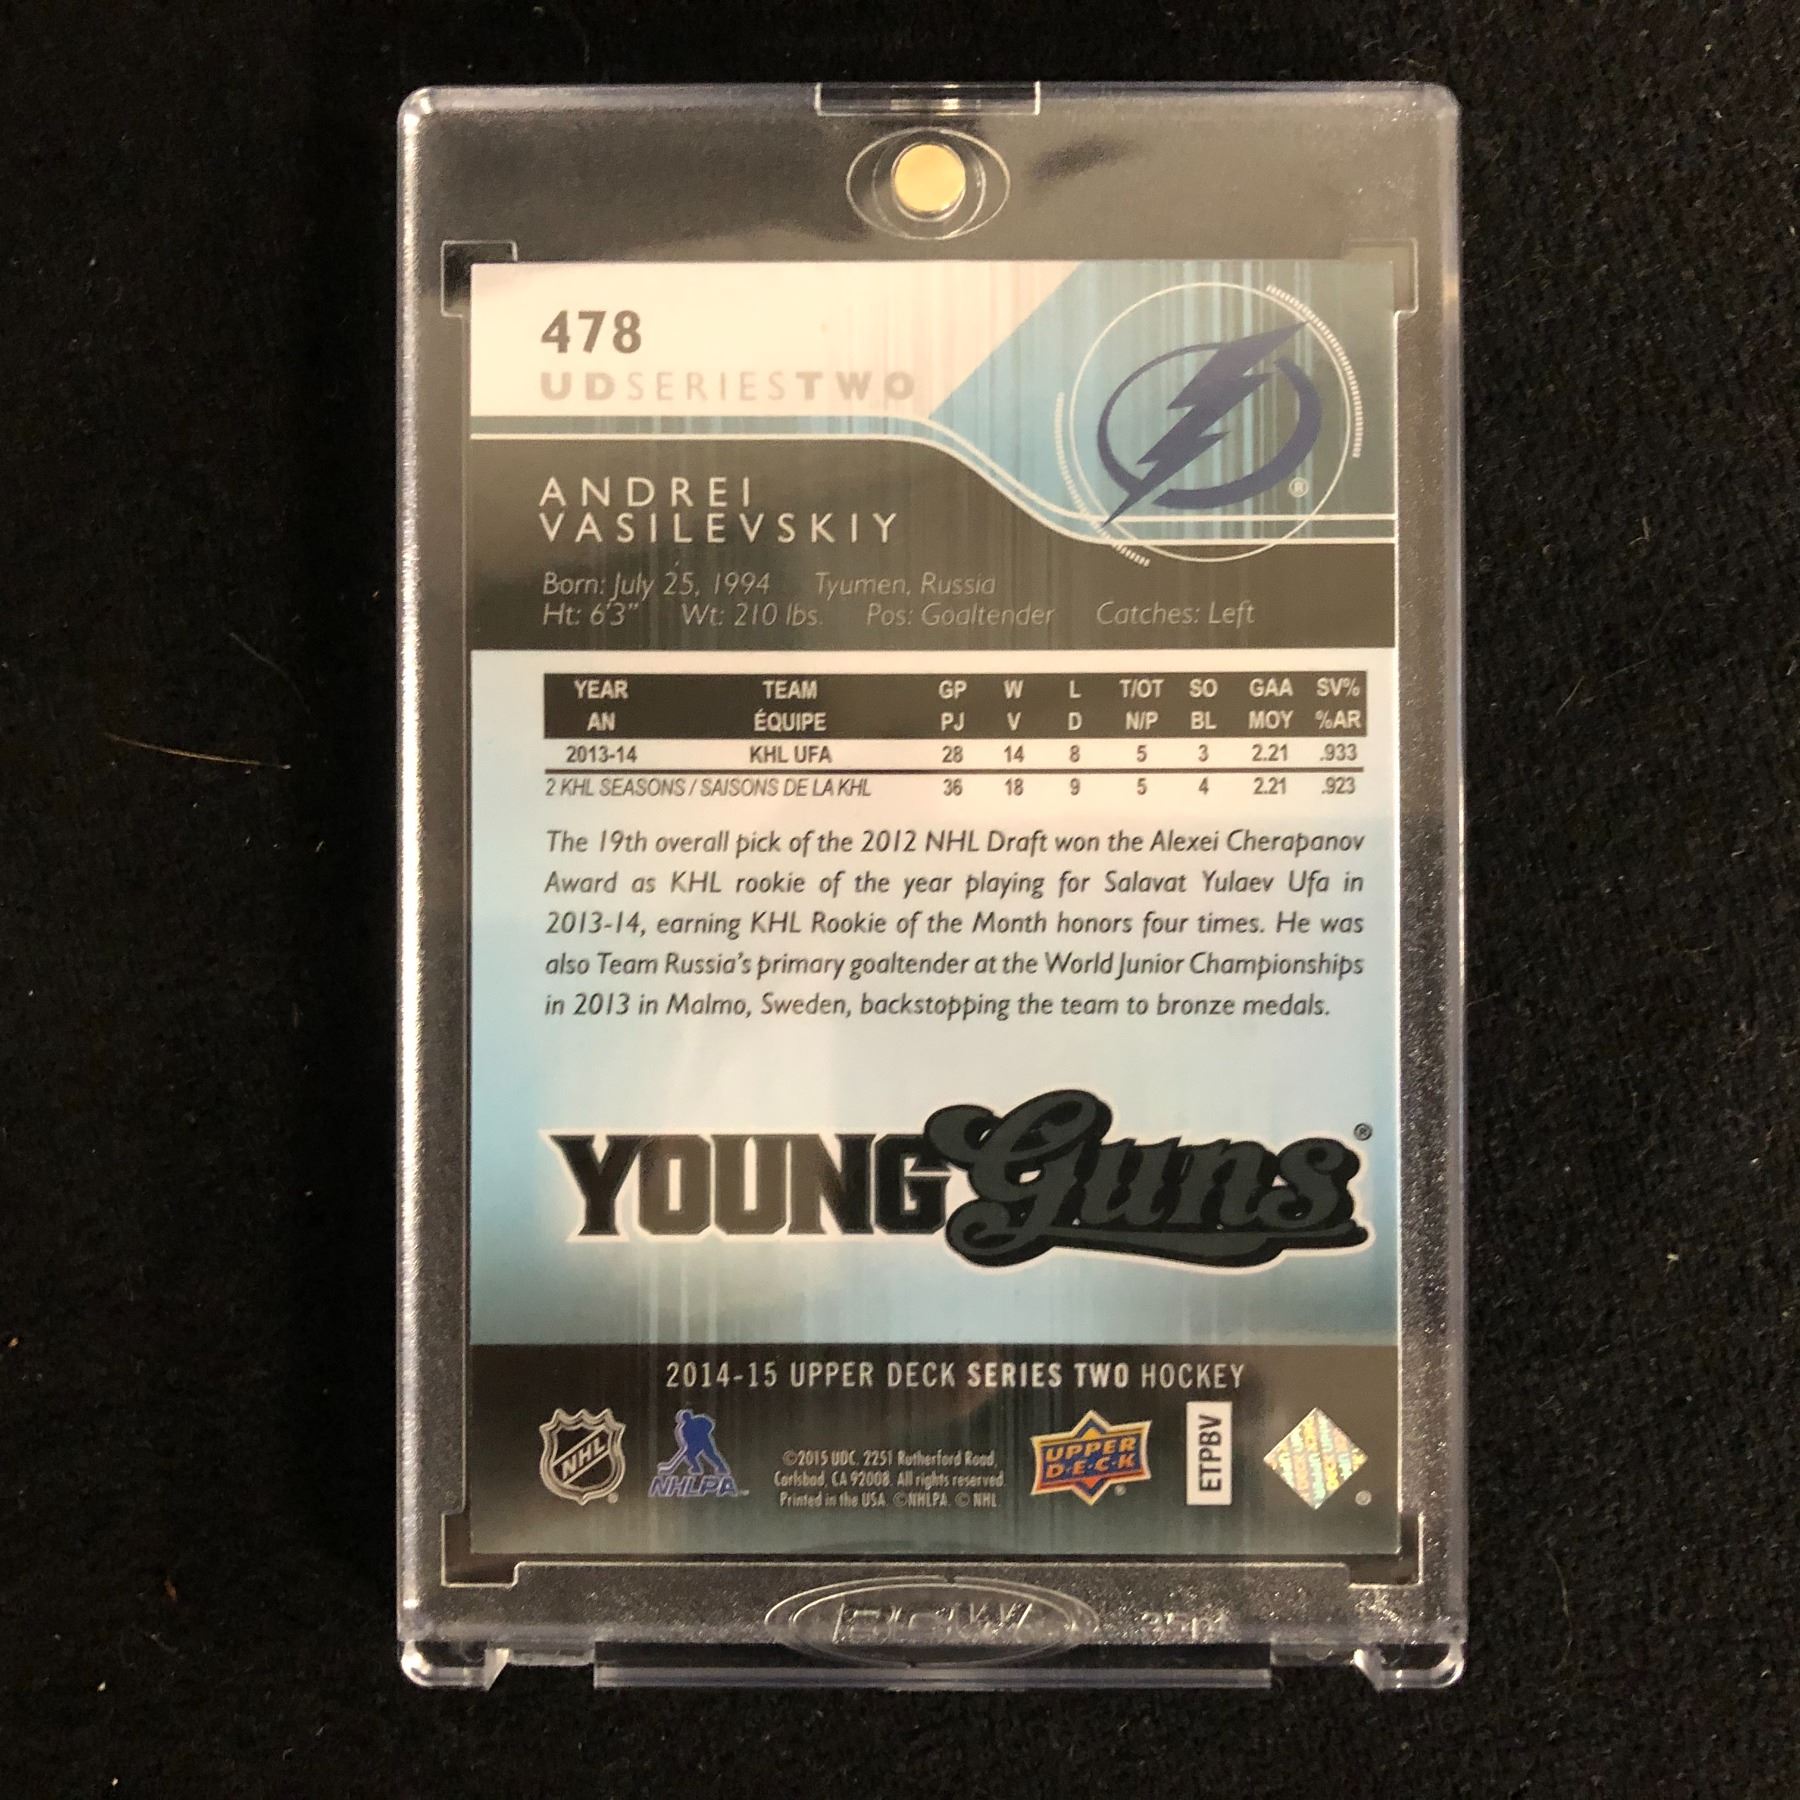 478
UDSERIESTWO
®
ANDREI
VASILEVSKIY
Born: July 25, 1994 Tyumen, Russia
Ht: 6'3" Wt: 210 lbs. Pos: Goaltender Catches: Left
YEAR TEAM GP W L T/OT SO GAA SV%
AN ÉQUIPE PJ V D N/P BL MOY %AR
2013-14 KHL UFA 28 14 8 5 3 2.21 .933
2 KHL SEASONS / SAISONS DE LA KHL 36 18 9 5 4 2.21 .923
The 19th overall pick of the 2012 NHL Draft won the Alexei Cherapanov
Award as KHL rookie of the year playing for Salavat Yulaev Ufa in
2013-14, earning KHL Rookie of the Month honors four times. He was
also Team Russia's primary goaltender at the World Junior Championships
in 2013 in Malmo, Sweden, backstopping the team to bronze medals.
YOUNG Guns®
2014-15 UPPER DECK SERIES TWO HOCKEY
NHL®
NHLPA
©2015 UDC. 2251 Rutherford Road,
Carlsbad, CA 92008. All rights reserved.
Printed in the USA. ©NHLPA. © NHL
UPPER
D·E·C·K®
ETPBV
®
BCW 35pt